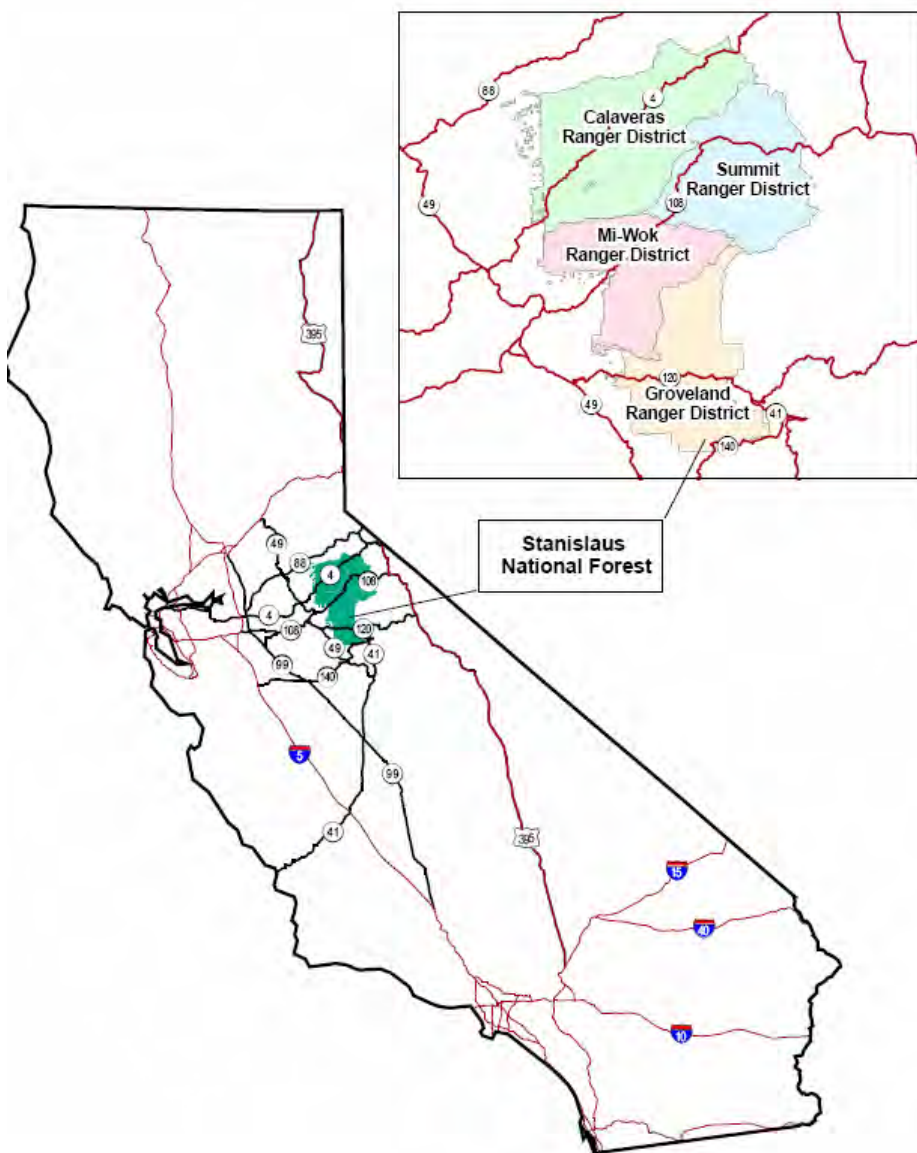 88
4
Calaveras
Ranger District
Summit
Ranger District
49
108
Mi-Wok
Ranger District
120
Groveland
Ranger District
49
41
140
395
Stanislaus
National Forest
49
88
4
108
4
108
120
49
41
99
140
5
99
41
395
15
40
10